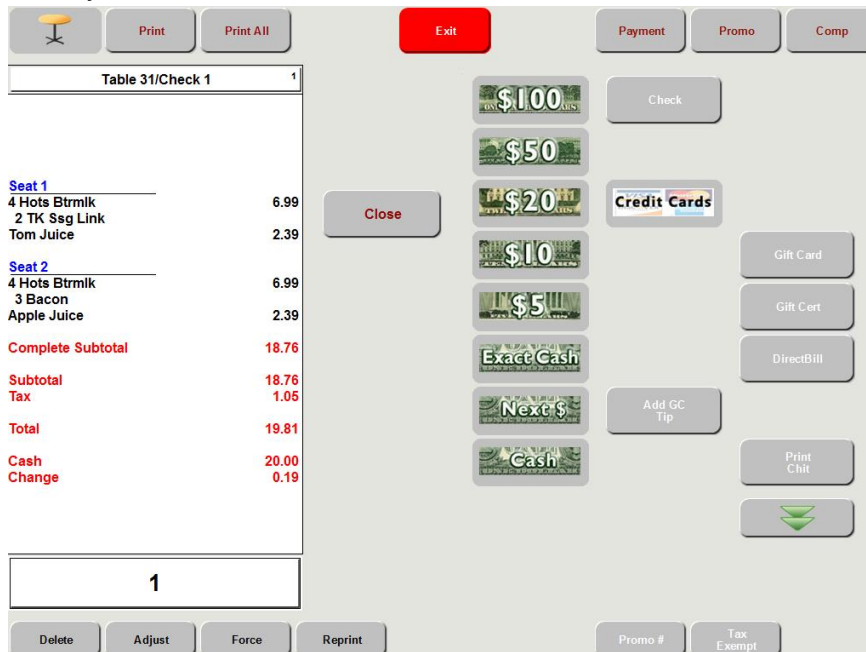 Print
Print All
Exit
Payment
Promo
Comp
Table 31/Check 1
1
Seat 1
4 Hots Btrmlk 6.99
2 TK Ssg Link
Tom Juice 2.39
Seat 2
4 Hots Btrmlk 6.99
3 Bacon
Apple Juice 2.39
Complete Subtotal 18.76
Subtotal 18.76
Tax 1.05
Total 19.81
Cash 20.00
Change 0.19
1
Close
$100
$50
$20
$10
$5
Exact Cash
Next $
Cash
Check
Credit Cards
Add GC
Tip
Gift Card
Gift Cert
DirectBill
Print
Chit
Delete
Adjust
Force
Reprint
Promo #
Tax
Exempt